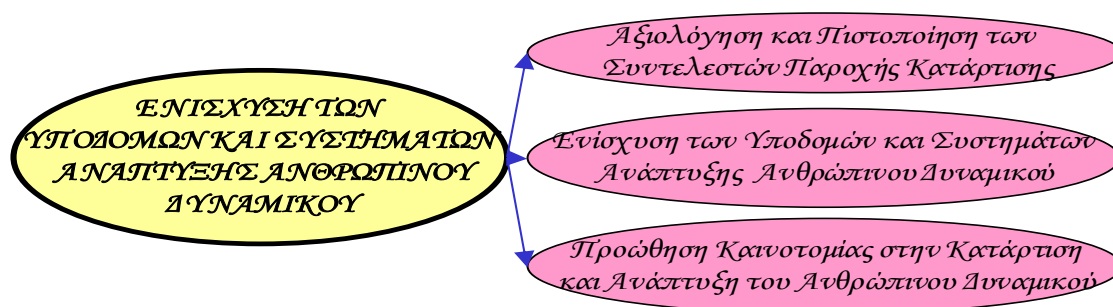 ΕΝΙΣΧΥΣΗ ΤΩΝ
ΥΠΟΔΟΜΩΝ ΚΑΙ ΣΥΣΤΗΜΑΤΩΝ
ΑΝΑΠΤΥΞΗΣ ΑΝΘΡΩΠΙΝΟΥ
ΔΥΝΑΜΙΚΟΥ
Αξιολόγηση και Πιστοποίηση των
Συντελεστών Παροχής Κατάρτισης
Ενίσχυση των Υποδομών και Συστημάτων
Ανάπτυξης Ανθρώπινου Δυναμικού
Προώθηση Καινοτομίας στην Κατάρτιση
και Ανάπτυξη του Ανθρώπινου Δυναμικού